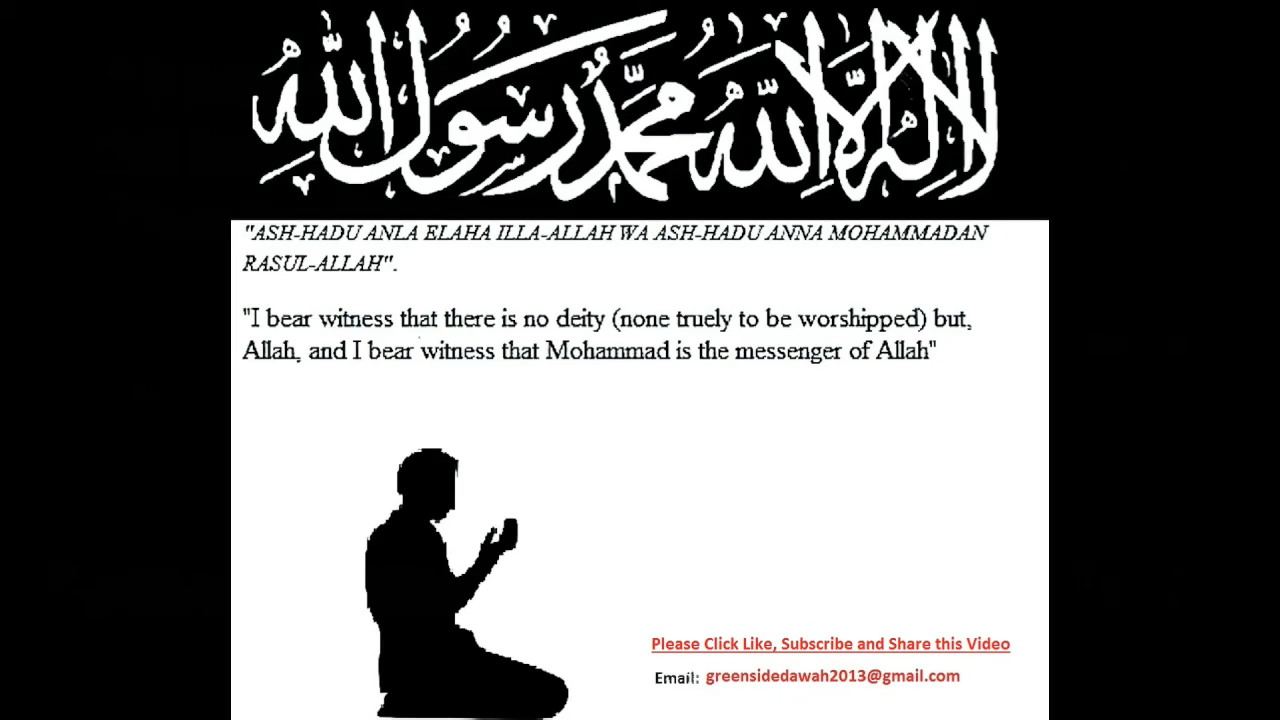 لا إله إلا الله محمد رسول الله
"ASH-HADU ANLA ELAHA ILLA-ALLAH WA ASH-HADU ANNA MOHAMMADAN
RASUL-ALLAH".
"I bear witness that there is no deity (none truely to be worshipped) but,
Allah, and I bear witness that Mohammad is the messenger of Allah"
Please Click Like, Subscribe and Share this Video
Email: greensidedawah2013@gmail.com